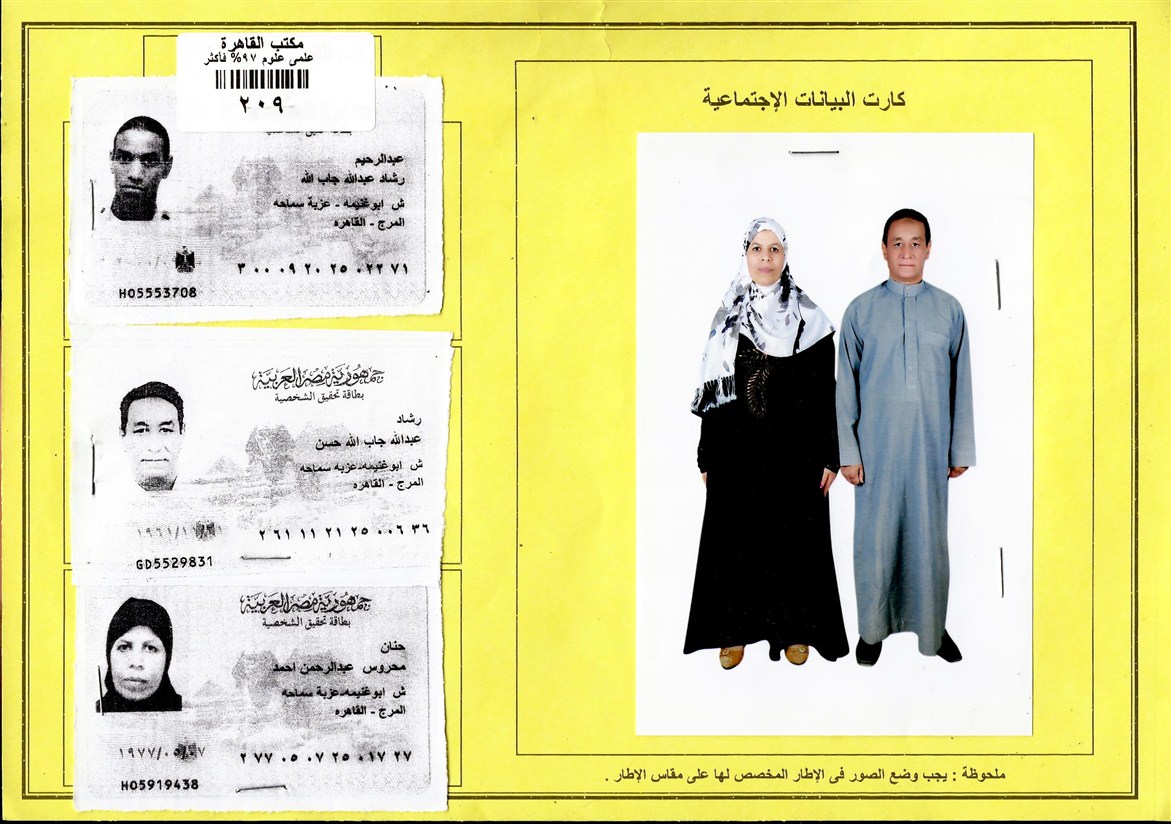 مكتب القاهرة
علمى علوم ٩٧% فأكثر
٢٠٩
عبدالرحيم
رشاد عبدالله جاب الله
ش ابوغنيمه - عزبة سماحه
المرج - القاهره
٣٠٠٠٩٢٠٢٥٠٢٢٧١
H05553708
جمهورية مصر العربية
بطاقة تحقيق الشخصية
رشاد
عبدالله جاب الله حسن
ش ابوغنيمه-عزبه سماحه
المرج - القاهره
٢٦١١١٢١٢٥٠٠٦٣٦
GD5529831
جمهورية مصر العربية
بطاقة تحقيق الشخصية
حنان
محروس عبدالرحمن احمد
ش ابوغنيمه-عزبة سماحه
المرج - القاهره
٢٧٧٠٥٠٧٢٥٠١٧٢٧
١٩٧٧/٠٥/٠٧
H05919438
كارت البيانات الإجتماعية
ملحوظة : يجب وضع الصور فى الإطار المخصص لها على مقاس الإطار .